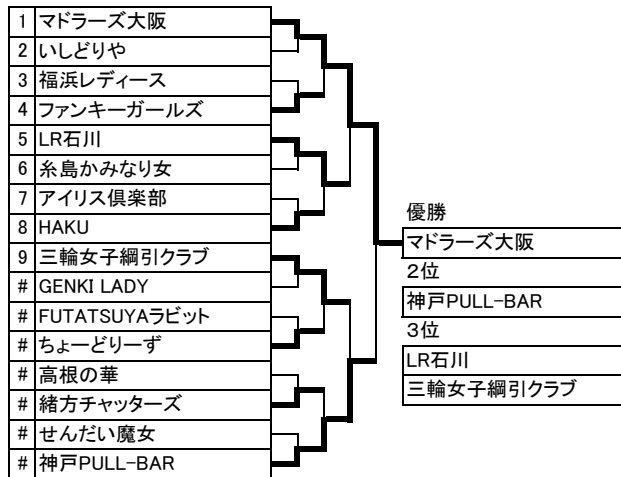 1 マドラーズ大阪
2 いしどりや
3 福浜レディース
4 ファンキーガールズ
5 LR石川
6 糸島かみなり女
7 アイリス倶楽部
8 HAKU
9 三輪女子綱引クラブ
# GENKI LADY
# FUTATSUYAラビット
# ちょーどりーず
# 高根の華
# 緒方チャッターズ
# せんだい魔女
# 神戸PULL-BAR
優勝
マドラーズ大阪
２位
神戸PULL-BAR
３位
LR石川
三輪女子綱引クラブ